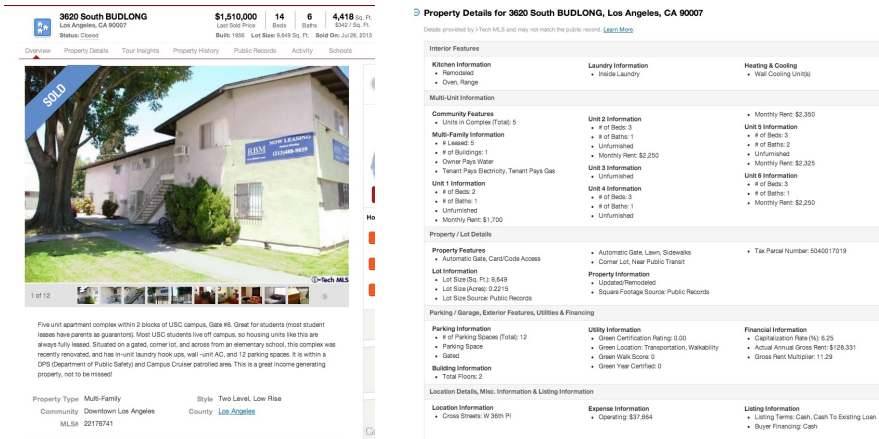 3620 South BUDLONG
Los Angeles, CA 90007
Status: Closed
$1,510,000
Last Sold Price
14
Beds
6
Baths
4,418 Sq. Ft.
$342 / Sq. Ft.
Built: 1956 Lot Size: 9,649 Sq. Ft. Sold On: Jul 26, 2013
Overview Property Details Tour Insights Property History Public Records Activity Schools
SOLD
RBM
NOW LEASING
(213)488-9639
i-Tech MLS
1 of 12
Five unit apartment complex within 2 blocks of USC campus, Gate #6. Great for students (most student
leases have parents as guarantors). Most USC students live off campus, so housing units like this are
always fully leased. Situated on a gated, corner lot, and across from an elementary school, this complex was
recently renovated, and has in-unit laundry hook ups, wall -unit AC, and 12 parking spaces. It is within a
DPS (Department of Public Safety) and Campus Cruiser patrolled area. This is a great income generating
property, not to be missed!
Property Type Multi-Family
Style Two Level, Low Rise
Community Downtown Los Angeles
County Los Angeles
MLS# 22176741
Ho
Property Details for 3620 South BUDLONG, Los Angeles, CA 90007
Details provided by i-Tech MLS and may not match the public record. Learn More.
Interior Features
Kitchen Information
Remodeled
Oven, Range
Laundry Information
Inside Laundry
Heating & Cooling
Wall Cooling Unit(s)
Multi-Unit Information
Community Features
Units in Complex (Total): 5
Multi-Family Information
# Leased: 5
# of Buildings: 1
Owner Pays Water
Tenant Pays Electricity, Tenant Pays Gas
Unit 1 Information
# of Beds: 2
# of Baths: 1
Unfurnished
Monthly Rent: $1,700
Unit 2 Information
# of Beds: 3
# of Baths: 1
Unfurnished
Monthly Rent: $2,250
Unit 3 Information
Unfurnished
Unit 4 Information
# of Beds: 3
# of Baths: 1
Unfurnished
Monthly Rent: $2,350
Unit 5 Information
# of Beds: 3
# of Baths: 2
Unfurnished
Monthly Rent: $2,325
Unit 6 Information
# of Beds: 3
# of Baths: 1
Monthly Rent: $2,250
Property / Lot Details
Property Features
Automatic Gate, Card/Code Access
Lot Information
Lot Size (Sq. Ft.): 9,649
Lot Size (Acres): 0.2215
Lot Size Source: Public Records
Automatic Gate, Lawn, Sidewalks
Corner Lot, Near Public Transit
Property Information
Updated/Remodeled
Square Footage Source: Public Records
Tax Parcel Number: 5040017019
Parking / Garage, Exterior Features, Utilities & Financing
Parking Information
# of Parking Spaces (Total): 12
Parking Space
Gated
Building Information
Total Floors: 2
Utility Information
Green Certification Rating: 0.00
Green Location: Transportation, Walkability
Green Walk Score: 0
Green Year Certified: 0
Financial Information
Capitalization Rate (%): 6.25
Actual Annual Gross Rent: $128,331
Gross Rent Multiplier: 11.29
Location Details, Misc. Information & Listing Information
Location Information
Cross Streets: W 36th Pl
Expense Information
Operating: $37,664
Listing Information
Listing Terms: Cash, Cash To Existing Loan
Buyer Financing: Cash